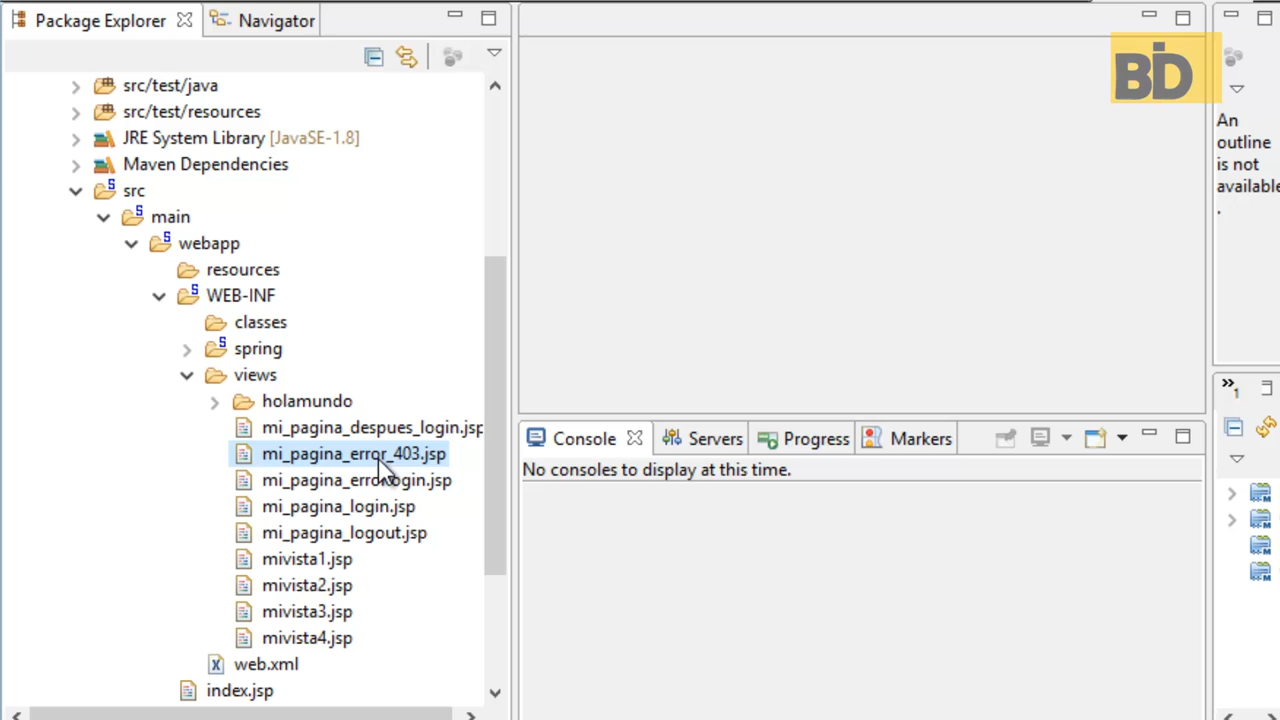 Package Explorer
Navigator
src/test/java
src/test/resources
JRE System Library [JavaSE-1.8]
Maven Dependencies
src
main
webapp
resources
WEB-INF
classes
spring
views
holamundo
mi_pagina_despues_login.jsp
mi_pagina_error_403.jsp
mi_pagina_errorlogin.jsp
mi_pagina_login.jsp
mi_pagina_logout.jsp
mivista1.jsp
mivista2.jsp
mivista3.jsp
mivista4.jsp
web.xml
index.jsp
Console
Servers
Progress
Markers
No consoles to display at this time.
BD
An
outline
is not
available
.
1